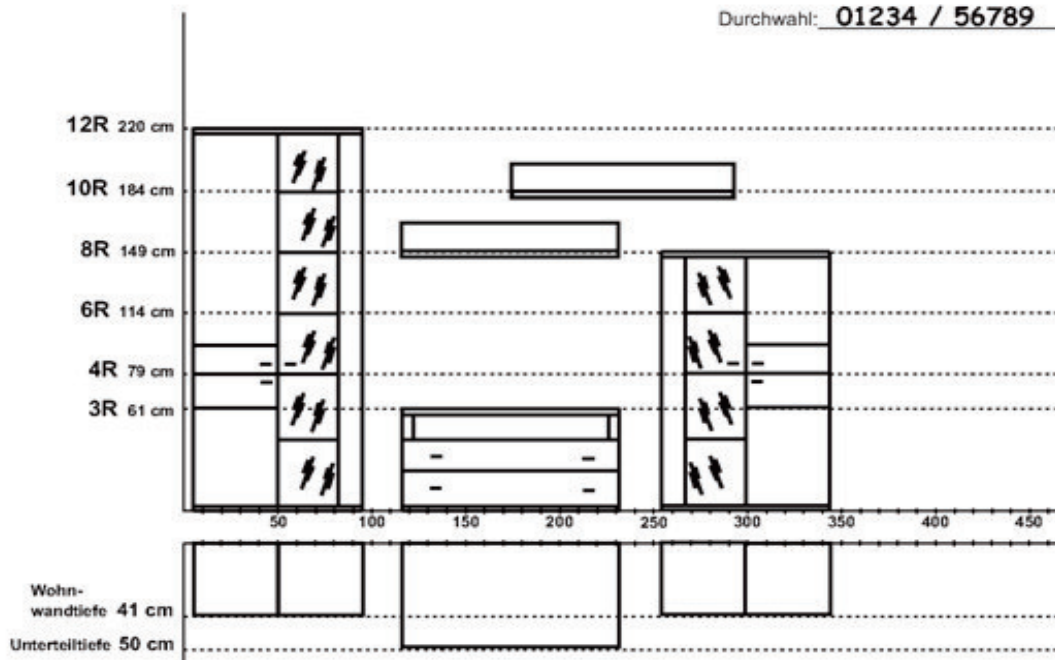 Durchwahl: 01234 / 56789
12R 220 cm
10R 184 cm
8R 149 cm
6R 114 cm
4R 79 cm
3R 61 cm
50 100 150 200 250 300 350 400 450
Wohn-
wandtiefe 41 cm
Unterteiltiefe 50 cm